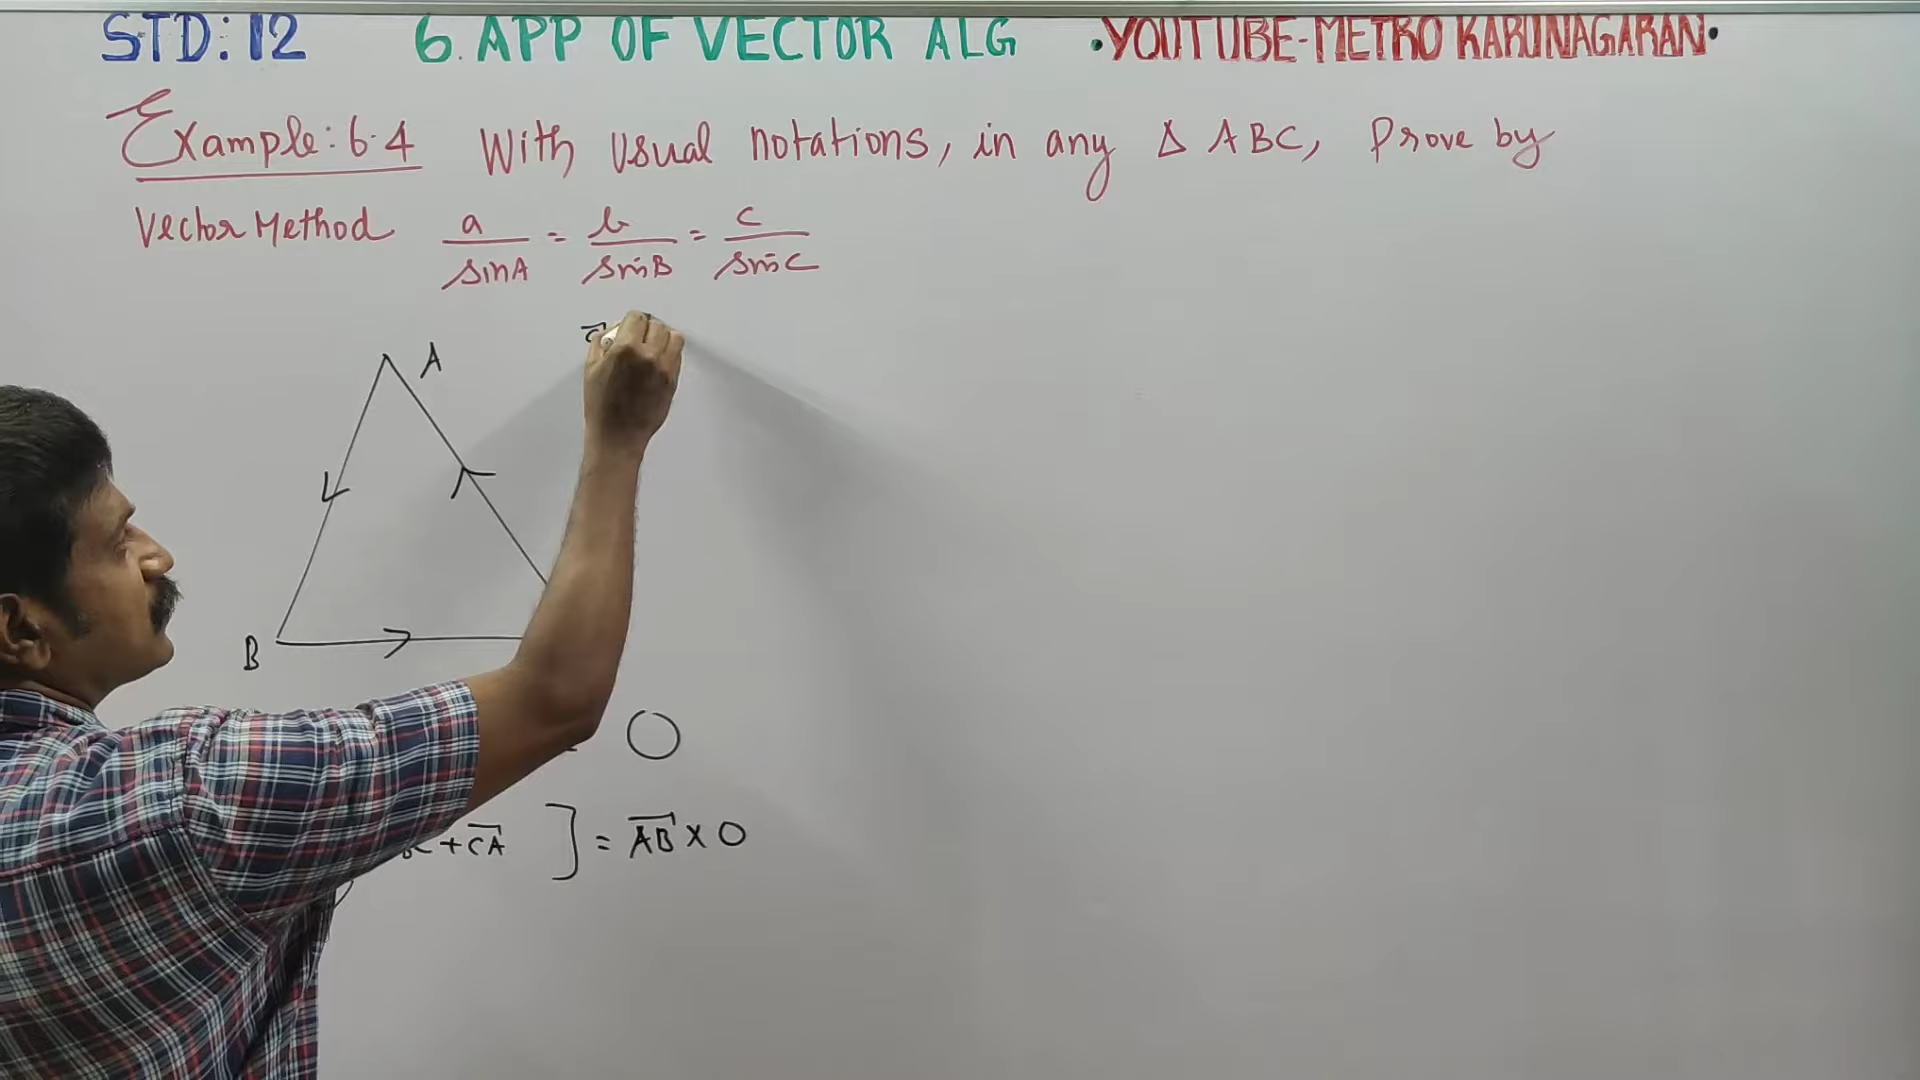 STD: 12 6. APP OF VECTOR ALG •YOUTUBE-METRO KARUNAGARAN•
Example: 6.4 With usual notations, in any Δ ABC, Prove by
Vector Method a/sinA = b/sinB = c/sinC
A
B
O
+ CA ] = AB × O